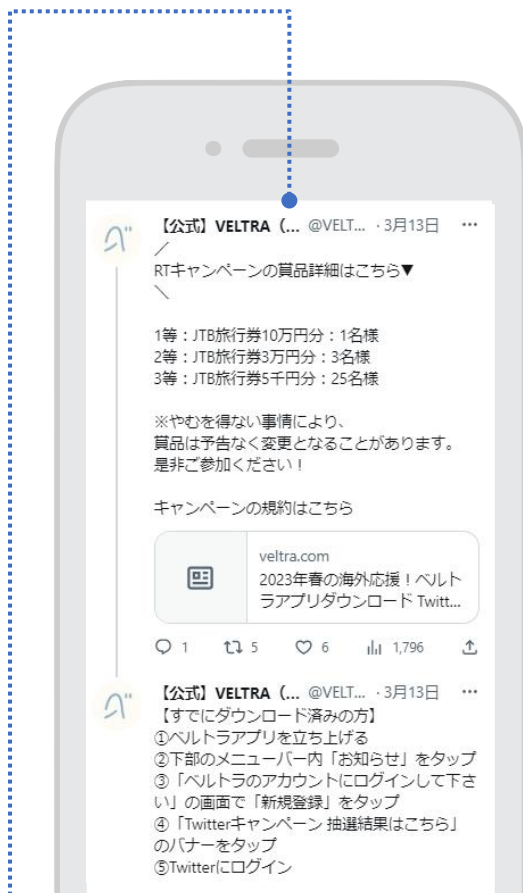 【公式】VELTRA（... @VELT... · 3月13日 ...
／
RTキャンペーンの賞品詳細はこちら▼
＼
1等：JTB旅行券10万円分：1名様
2等：JTB旅行券3万円分：3名様
3等：JTB旅行券5千円分：25名様
※やむを得ない事情により、
賞品は予告なく変更となることがあります。
是非ご参加ください！
キャンペーンの規約はこちら
veltra.com
2023年春の海外応援！ベルト
ラアプリダウンロード Twitt...
1 5 6 1,796
【公式】VELTRA（... @VELT... · 3月13日 ...
【すでにダウンロード済みの方】
①ベルトラアプリを立ち上げる
②下部のメニューバー内「お知らせ」をタップ
③「ベルトラのアカウントにログインして下さ
い」の画面で「新規登録」をタップ
④「Twitterキャンペーン 抽選結果はこちら」
のバナーをタップ
⑤Twitterにログイン